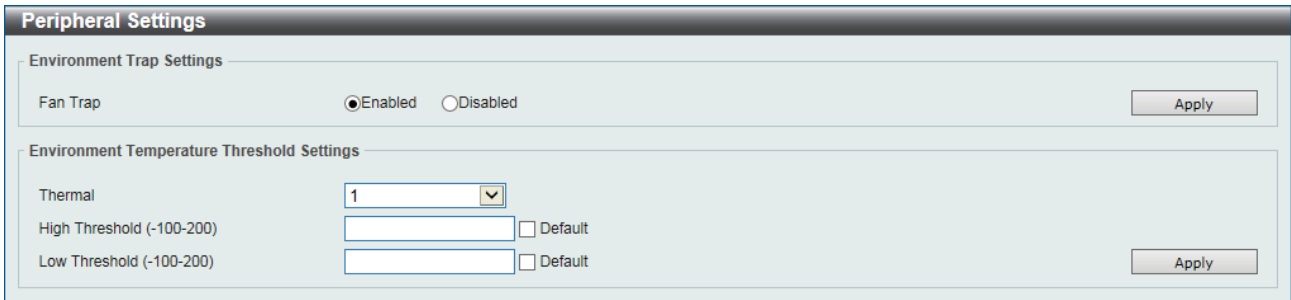 Peripheral Settings
Environment Trap Settings
Fan Trap Enabled Disabled Apply
Environment Temperature Threshold Settings
Thermal 1
High Threshold (-100-200) Default
Low Threshold (-100-200) Default Apply